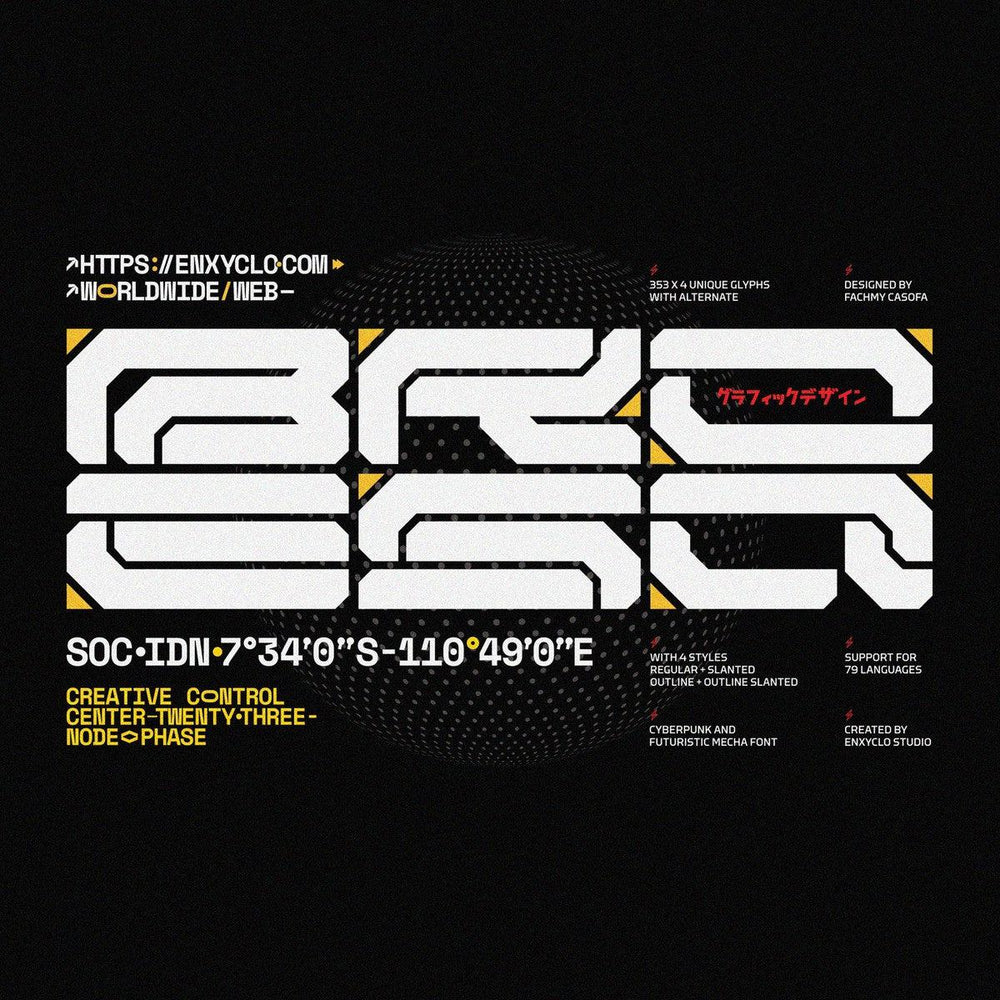 ↗HTTPS://ENXYCLO•COM
↗WORLDWIDE/WEB—
353 X 4 UNIQUE GLYPHS
WITH ALTERNATE
DESIGNED BY
FACHMY CASOFA
グラフィックデザイン
SOC•IDN•7°34'0"S-110°49'0"E
CREATIVE CONTROL
CENTER—TWENTY•THREE-
NODE<>PHASE
WITH 4 STYLES
REGULAR + SLANTED
OUTLINE + OUTLINE SLANTED
SUPPORT FOR
79 LANGUAGES
CYBERPUNK AND
FUTURISTIC MECHA FONT
CREATED BY
ENXYCLO STUDIO